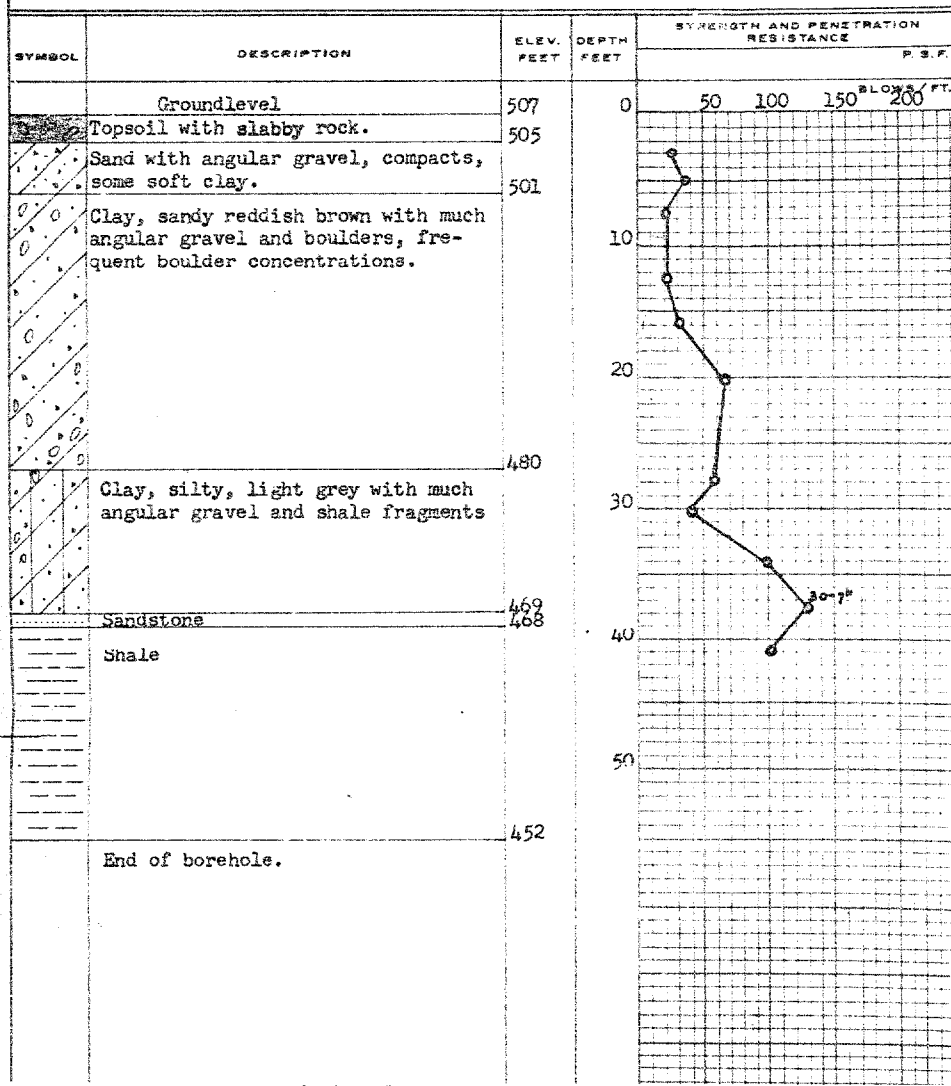 STRENGTH AND PENETRATION
RESISTANCE
SYMBOL DESCRIPTION ELEV. FEET DEPTH FEET
P.S.F.
BLOWS/FT.
Groundlevel 507 0 50 100 150 200
Topsoil with slabby rock. 505
Sand with angular gravel, compacts,
some soft clay. 501
Clay, sandy reddish brown with much
angular gravel and boulders, fre-
quent boulder concentrations.
10
20
480
Clay, silty, light grey with much
angular gravel and shale fragments
30
469
Sandstone 468
40
Shale
50
452
End of borehole.